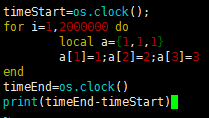 timeStart=os.clock();
for i=1,2000000 do
local a={1,1,1}
a[1]=1;a[2]=2;a[3]=3
end
timeEnd=os.clock()
print(timeEnd-timeStart)